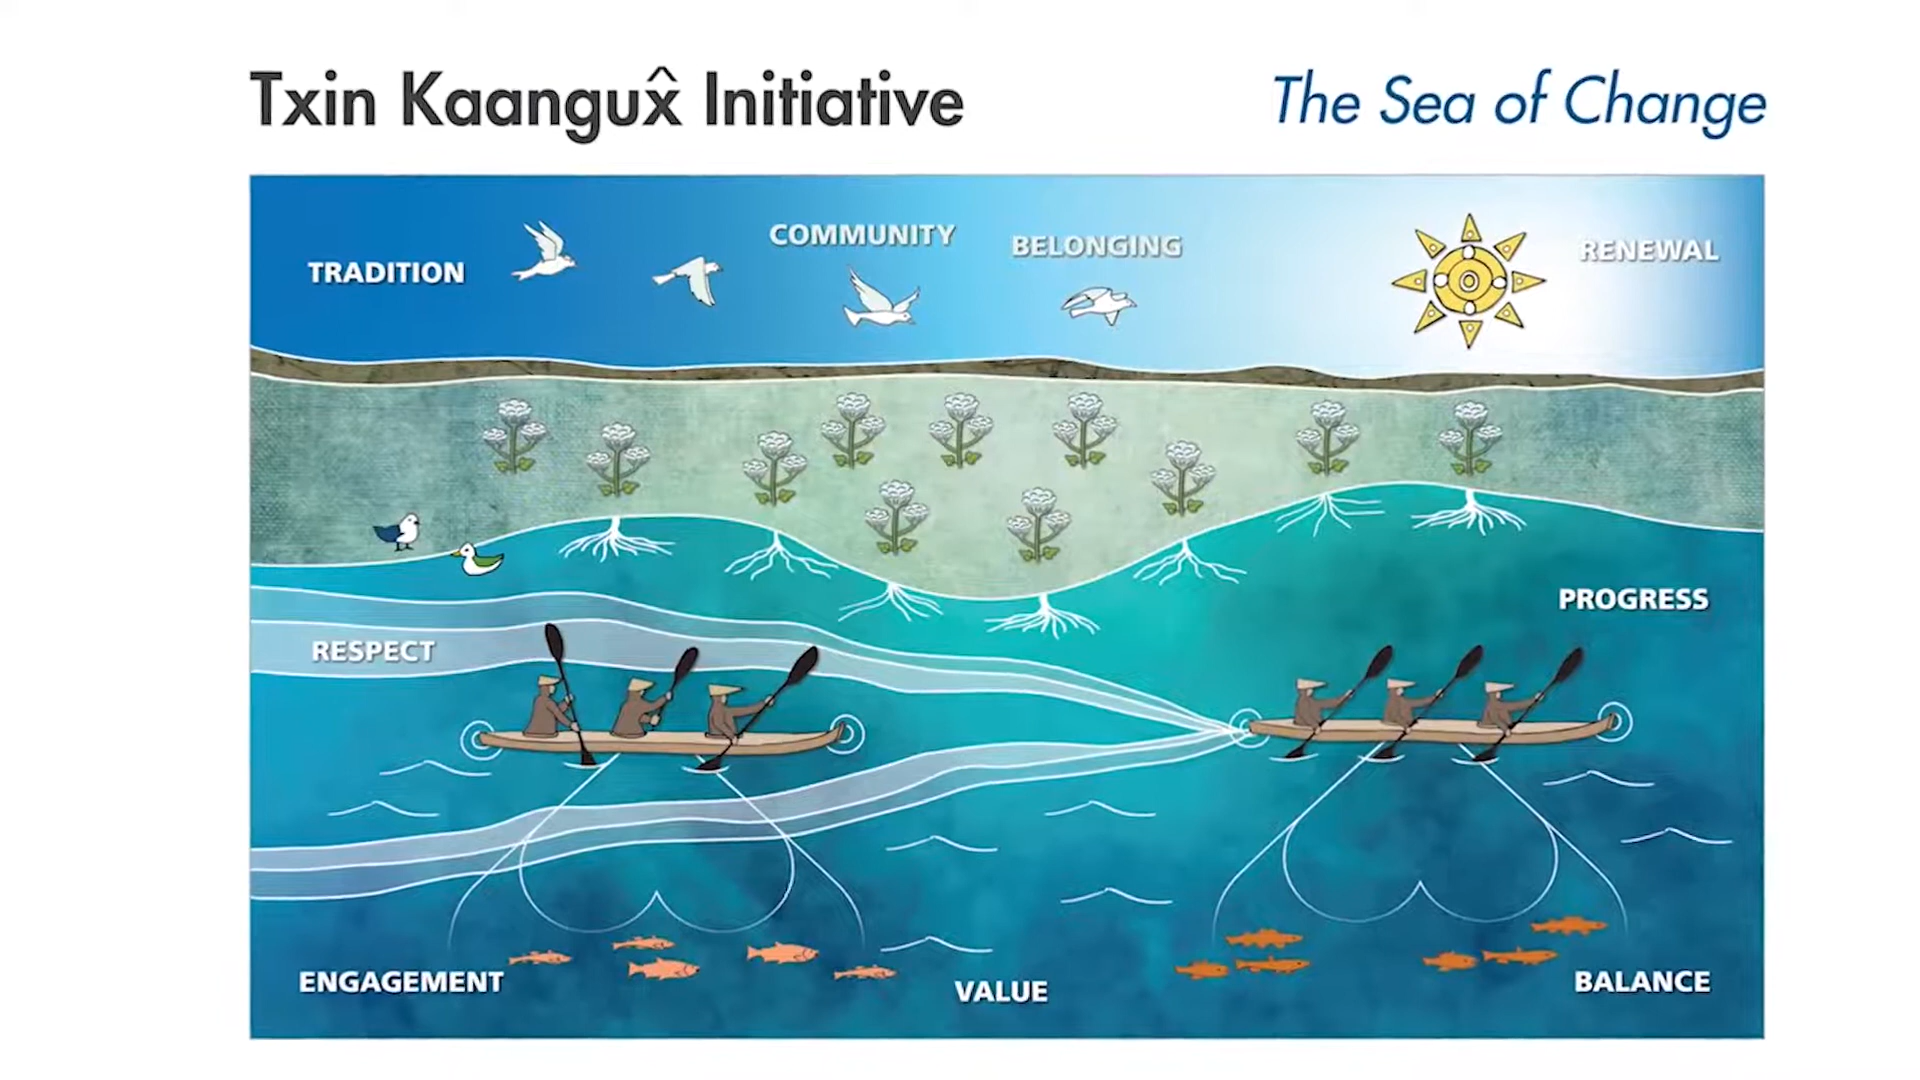 Txin Kaangux̂ Initiative
The Sea of Change
TRADITION
COMMUNITY
BELONGING
RENEWAL
PROGRESS
RESPECT
ENGAGEMENT
VALUE
BALANCE